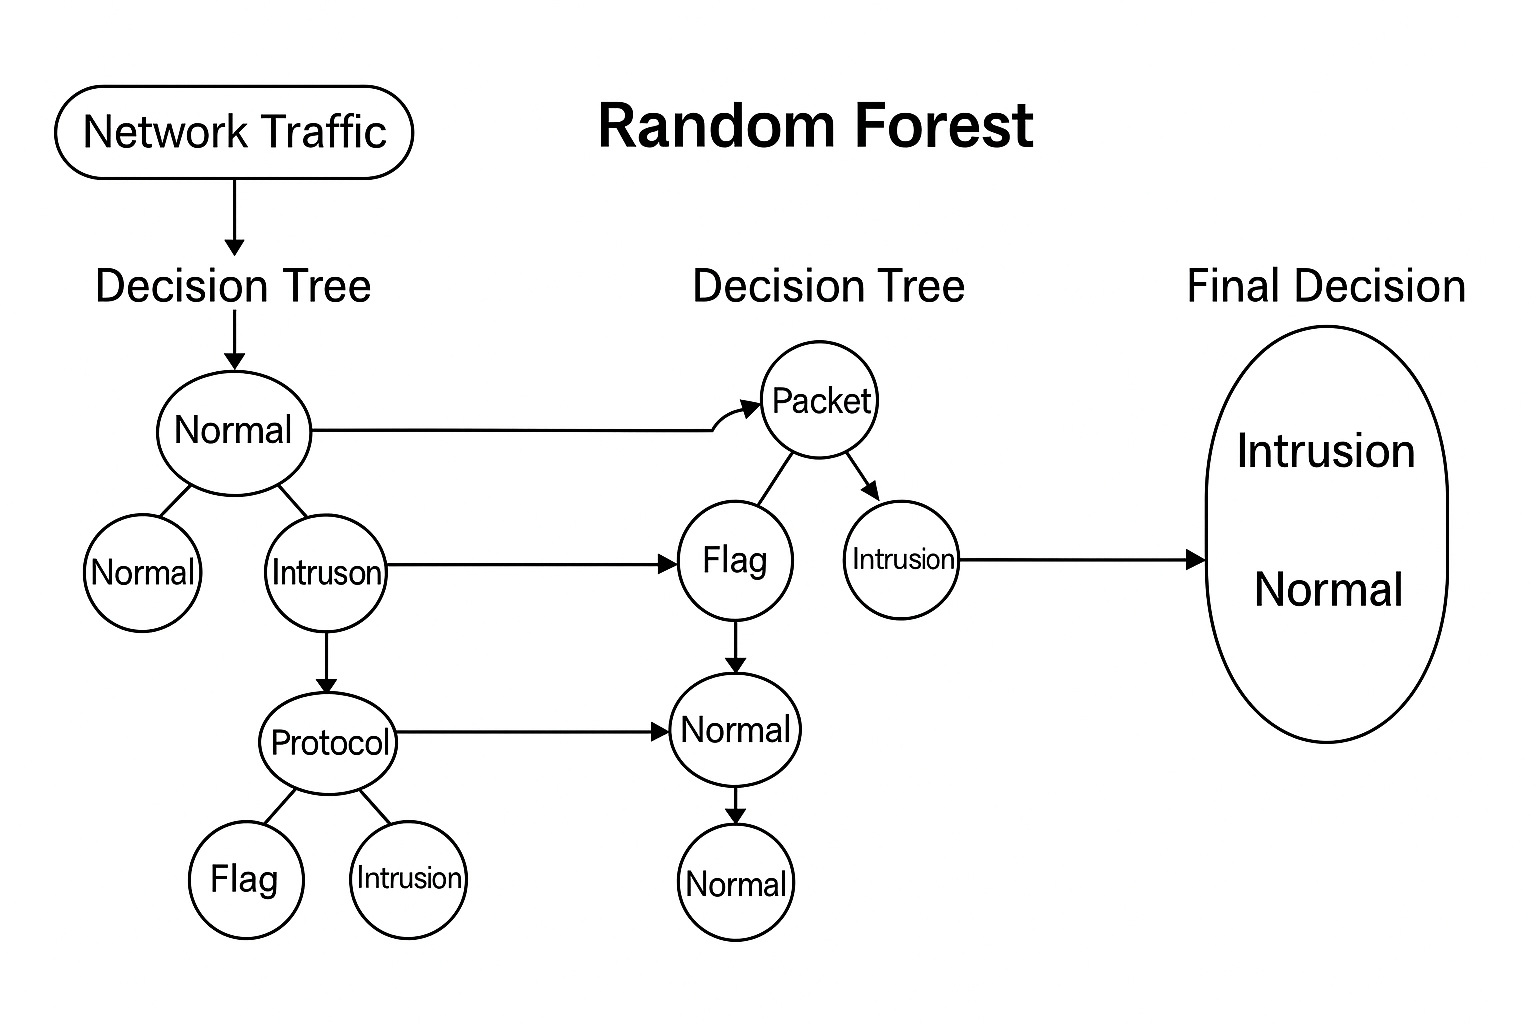 Network Traffic
Random Forest
Decision Tree
Decision Tree
Final Decision
Normal
Packet
Intrusion
Normal
Intruson
Flag
Intrusion
Normal
Protocol
Normal
Flag
Intrusion
Normal